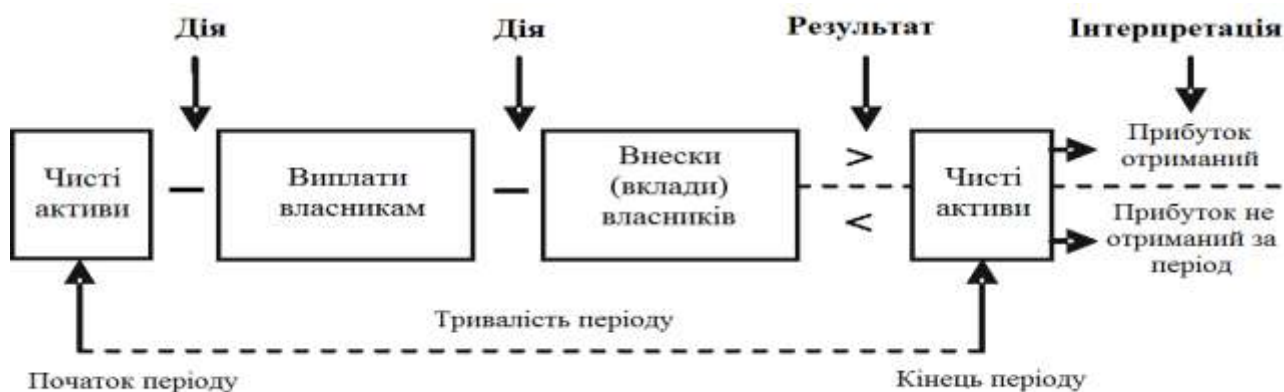 Дія
Дія
Результат
Інтерпретація
Чисті
активи
–
Виплати
власникам
–
Внески
(вклади)
власників
>
<
Чисті
активи
Прибуток
отриманий
Прибуток не
отриманий за
період
Тривалість періоду
Початок періоду
Кінець періоду